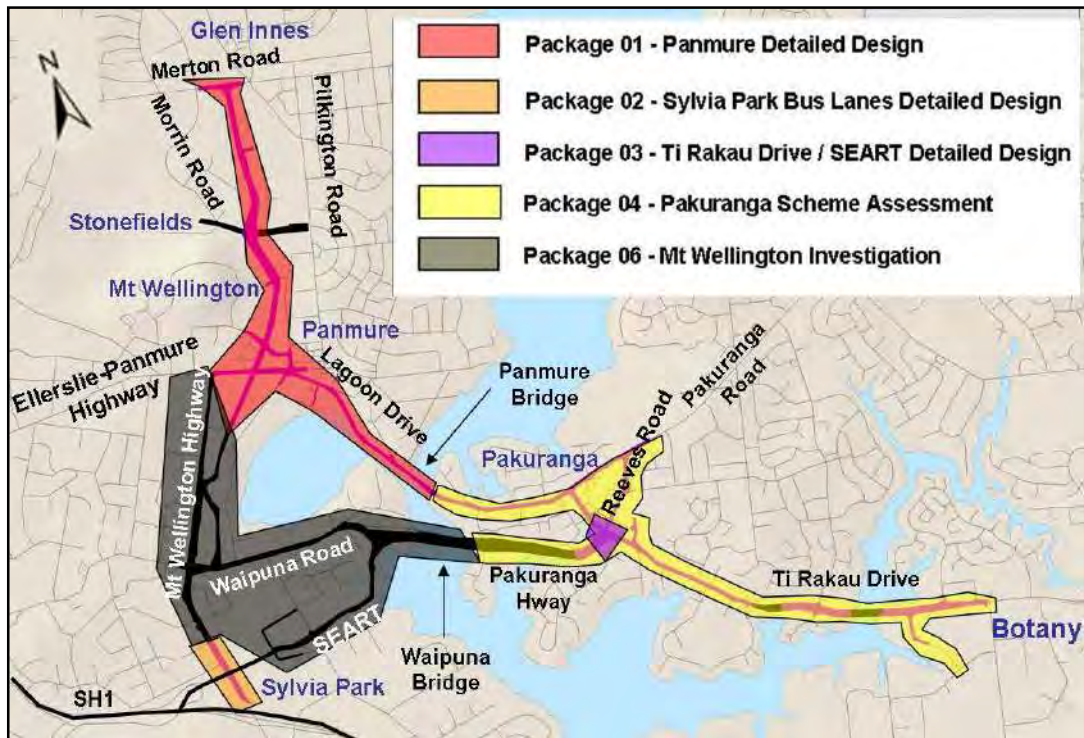 Glen Innes
Merton Road
N
Morrin Road
Pilkington Road
Stonefields
Mt Wellington
Panmure
Ellerslie-Panmure
Highway
Lagoon Drive
Panmure
Bridge
Pakuranga
Road
Pakuranga
Reeves Road
Mt Wellington Highway
Waipuna Road
Pakuranga
Hway
Ti Rakau Drive
Botany
SEART
Waipuna
Bridge
Sylvia Park
SH1
Package 01 - Panmure Detailed Design
Package 02 - Sylvia Park Bus Lanes Detailed Design
Package 03 - Ti Rakau Drive / SEART Detailed Design
Package 04 - Pakuranga Scheme Assessment
Package 06 - Mt Wellington Investigation